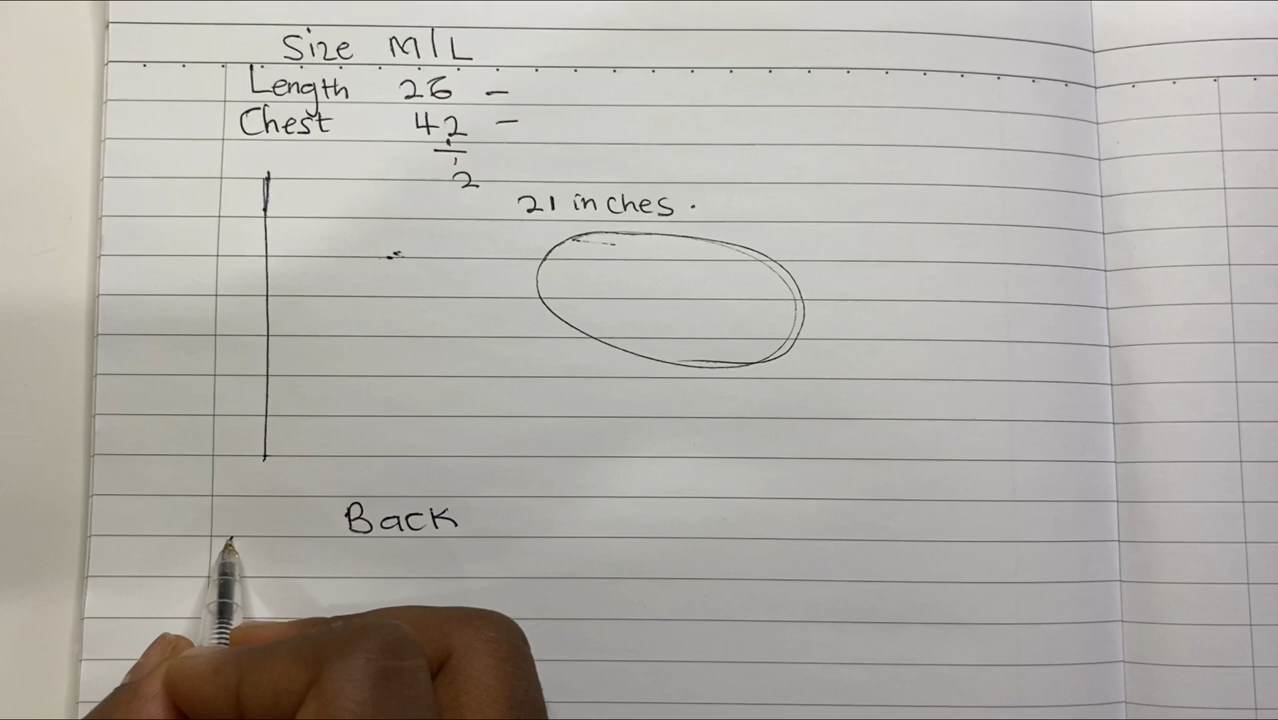 Size M/L
Length 26 -
Chest 42 -
÷
2
21 inches.
Back